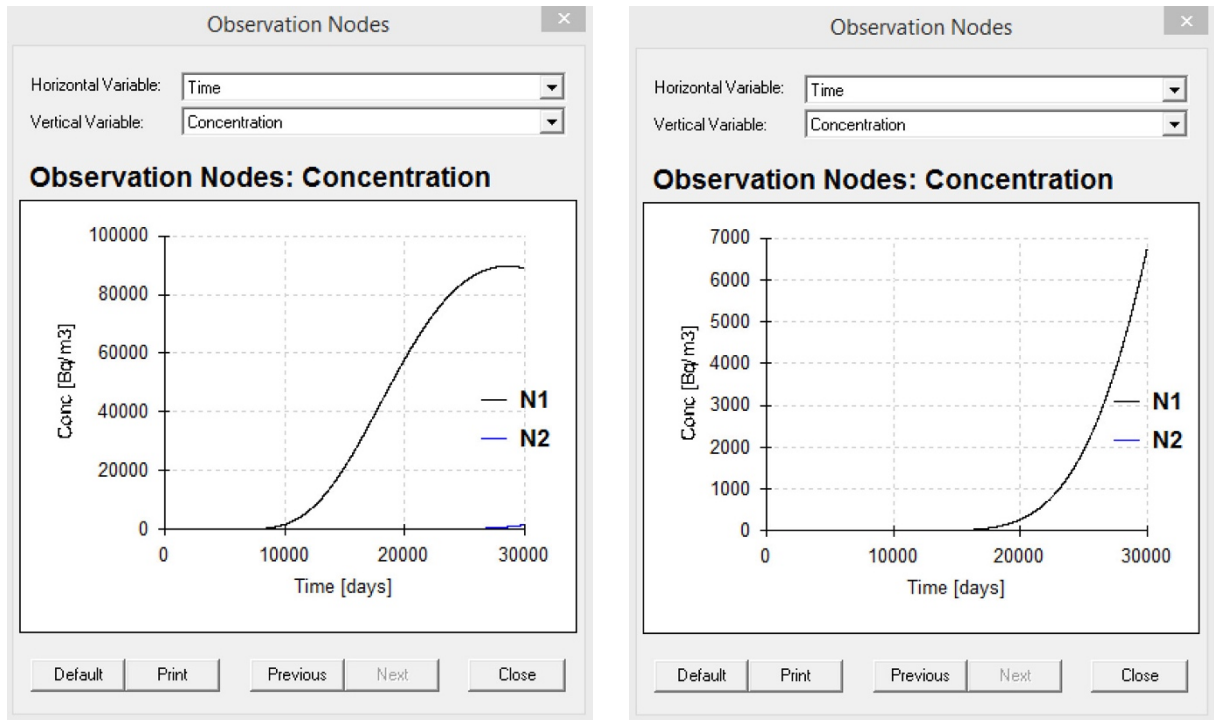 Observation Nodes
Horizontal Variable: Time
Vertical Variable: Concentration
Observation Nodes: Concentration
100000
80000
60000
40000
20000
0
Conc [Bq/m3]
N1
N2
0 10000 20000 30000
Time [days]
Default Print Previous Next Close
Observation Nodes
Horizontal Variable: Time
Vertical Variable: Concentration
Observation Nodes: Concentration
7000
6000
5000
4000
3000
2000
1000
0
Conc [Bq/m3]
N1
N2
0 10000 20000 30000
Time [days]
Default Print Previous Next Close